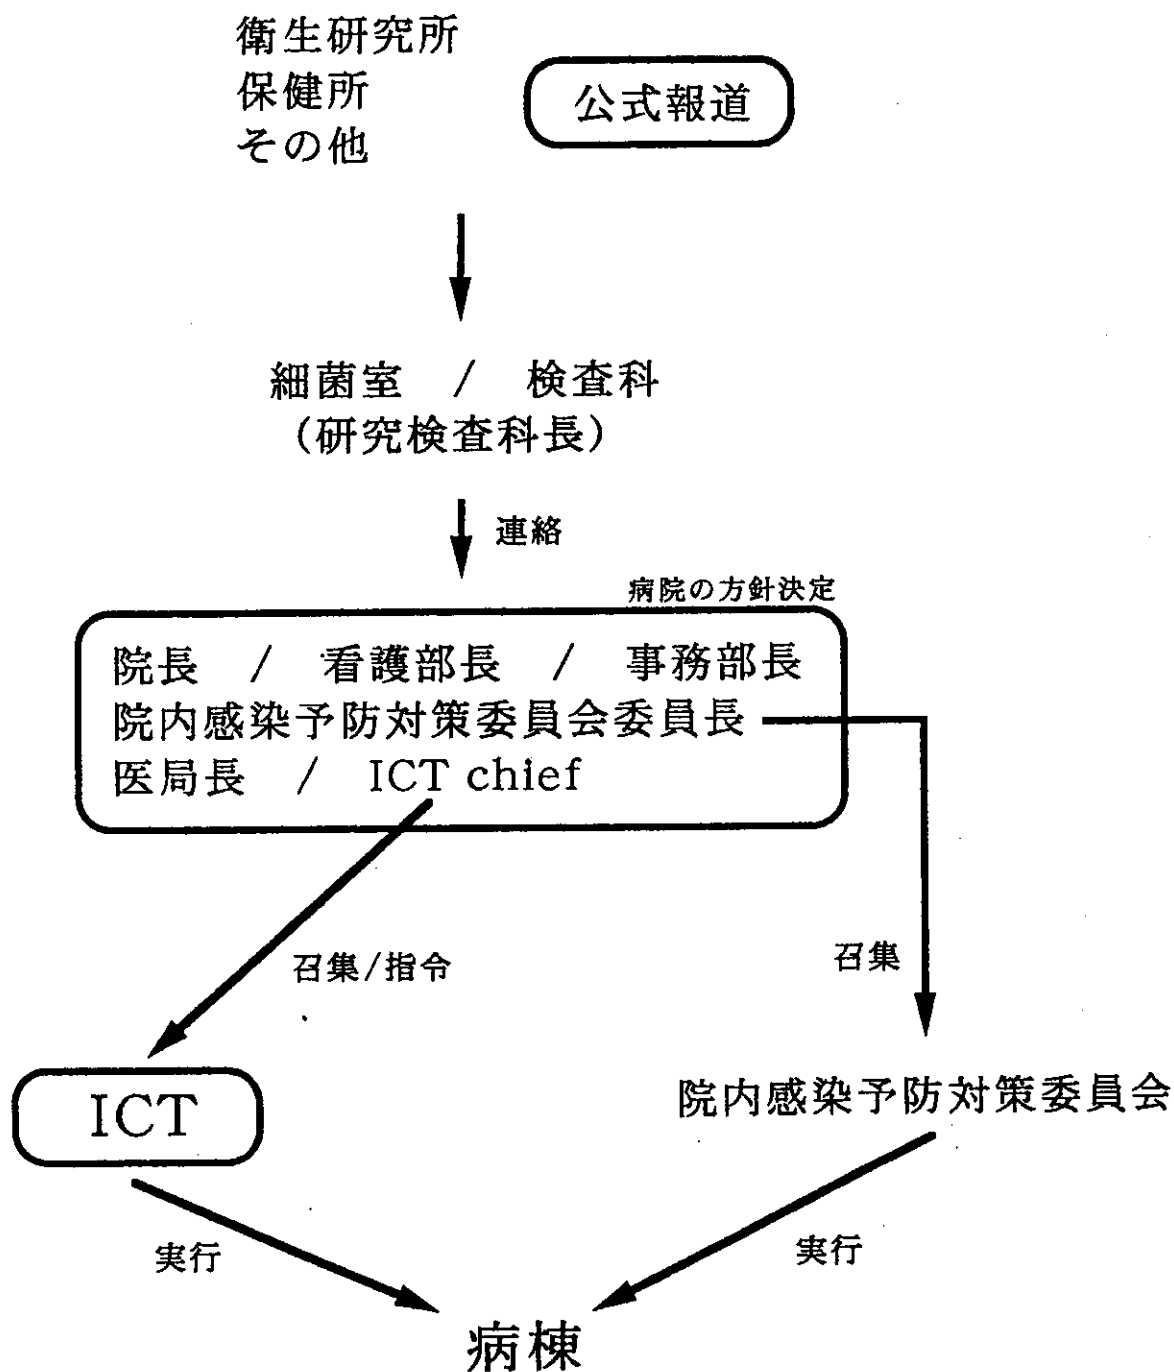 衛生研究所
保健所
その他
公式報道
細菌室 / 検査科
(研究検査科長)
連絡
病院の方針決定
院長 / 看護部長 / 事務部長
院内感染予防対策委員会委員長
医局長 / ICT chief
召集/指令
召集
ICT
院内感染予防対策委員会
実行
実行
病棟